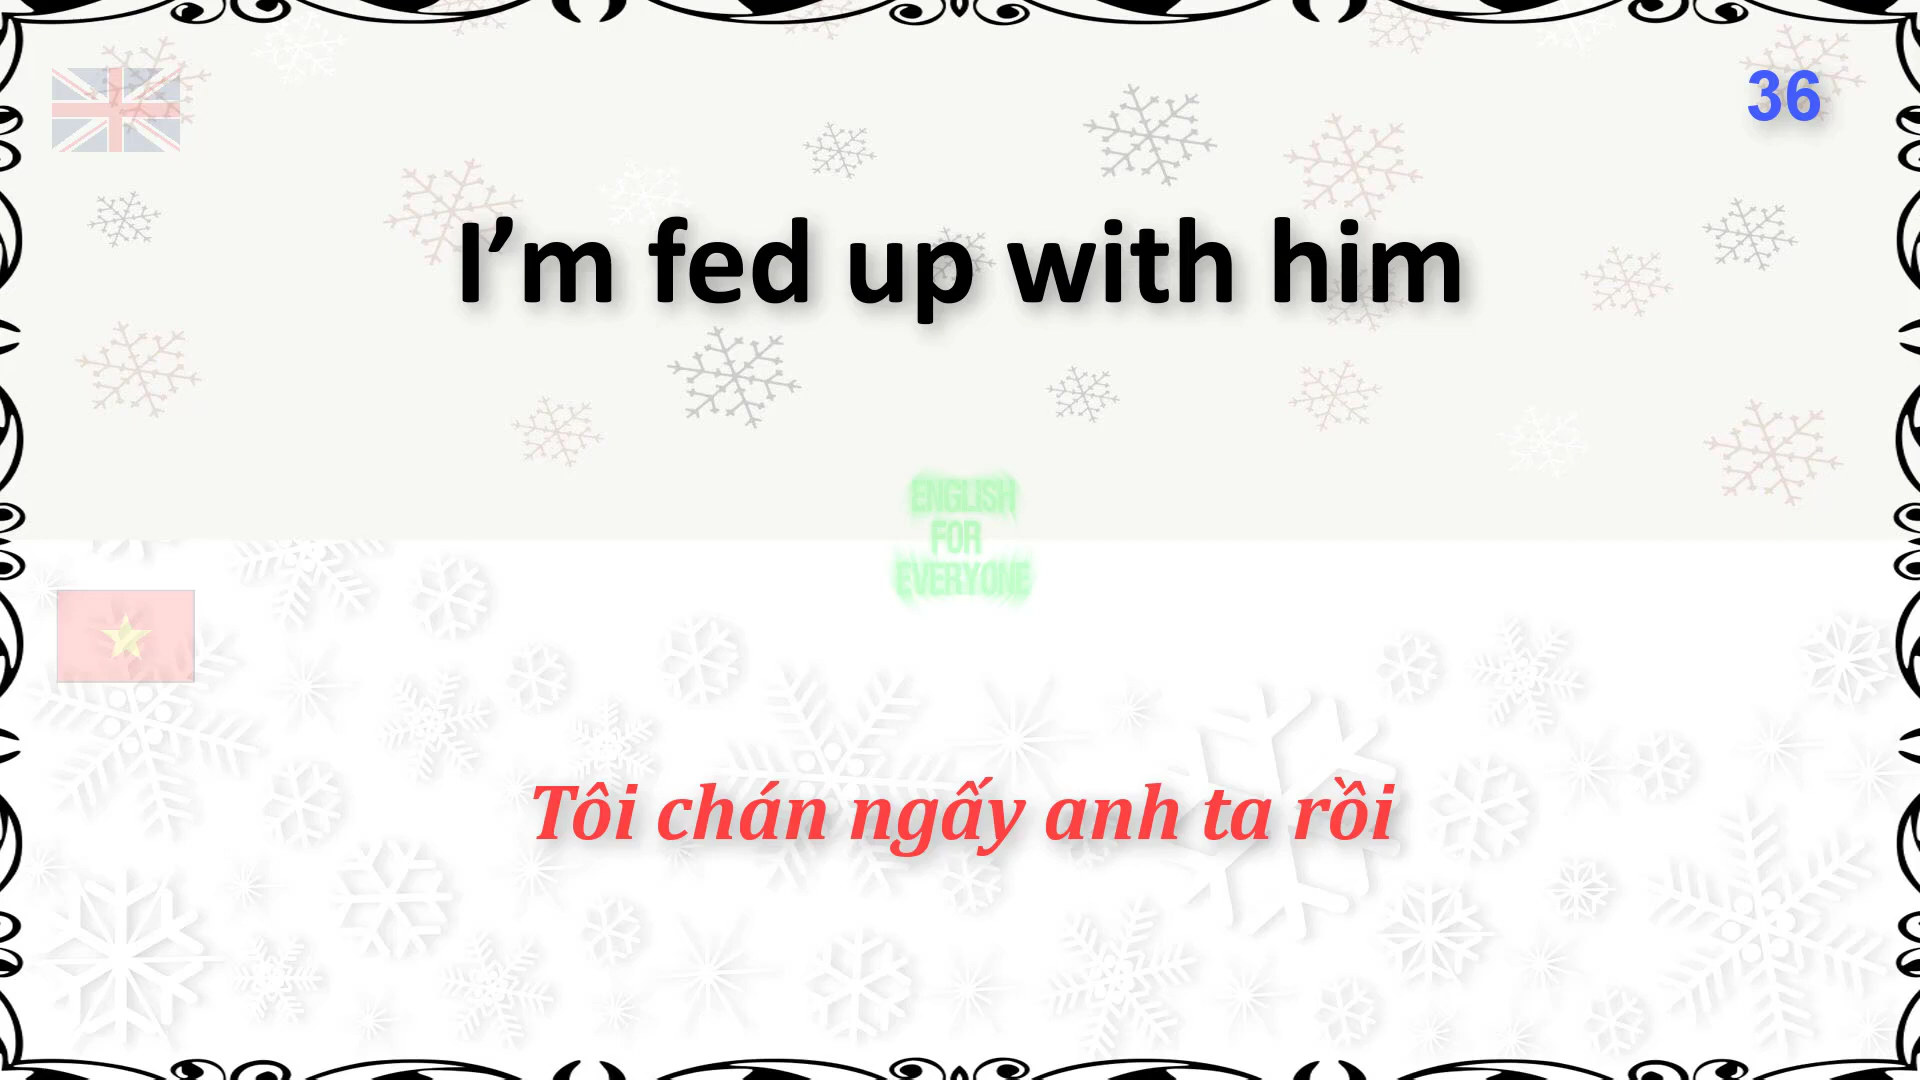 36
I’m fed up with him
ENGLISH
FOR
EVERYONE
Tôi chán ngấy anh ta rồi